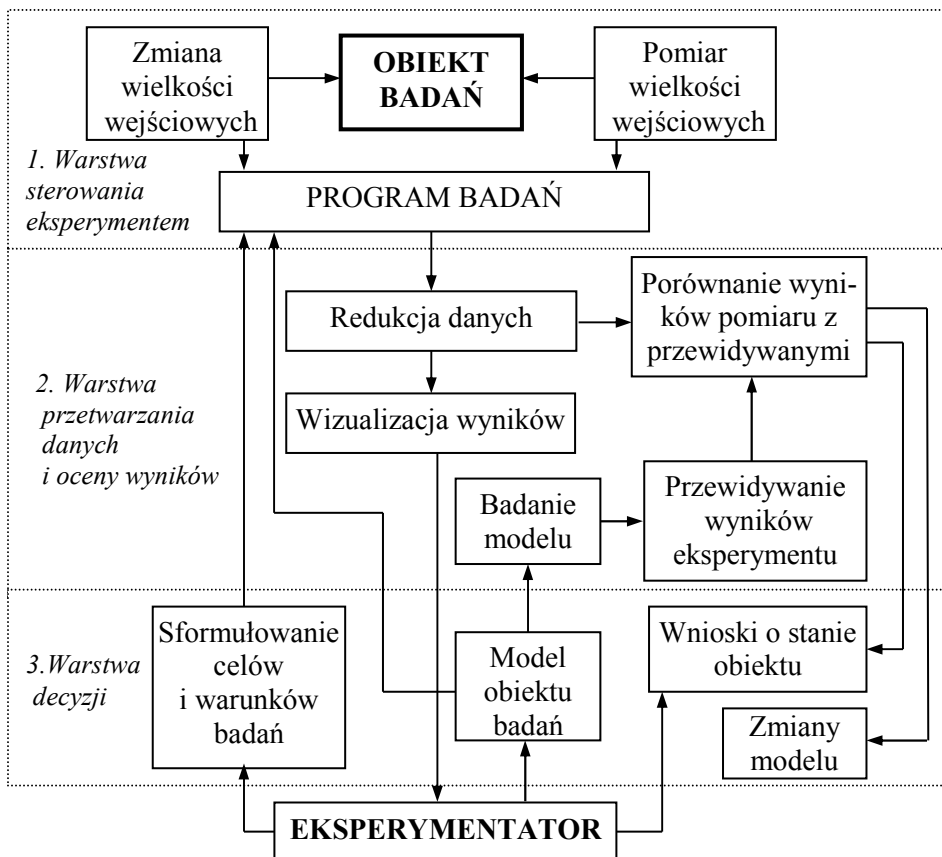 Zmiana
wielkości
wejściowych
OBIEKT
BADAŃ
Pomiar
wielkości
wejściowych
1. Warstwa
sterowania
eksperymentem
PROGRAM BADAŃ
Redukcja danych
Porównanie wyni-
ków pomiaru z
przewidywanymi
2. Warstwa
przetwarzania
danych
i oceny wyników
Wizualizacja wyników
Badanie
modelu
Przewidywanie
wyników
eksperymentu
3.Warstwa
decyzji
Sformułowanie
celów
i warunków
badań
Model
obiektu
badań
Wnioski o stanie
obiektu
Zmiany
modelu
EKSPERYMENTATOR